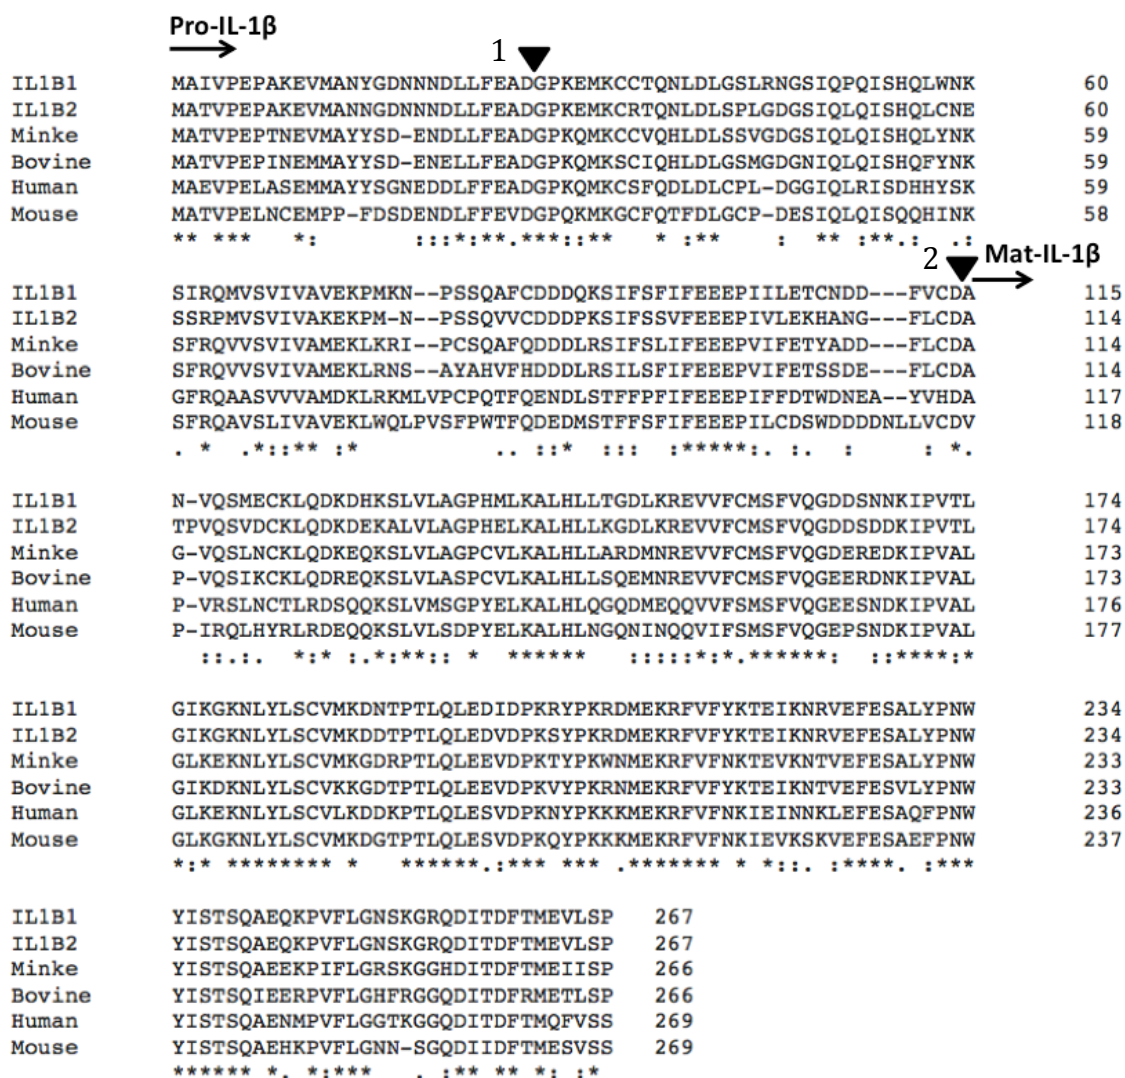 Pro-IL-1β
1
IL1B1 MAIVPEPAKEVMANYGDNNNDLLFEADGPKEMKCCTQNLDLGSLRNGSIQPQISHQLWNK 60
IL1B2 MATVPEPAKEVMANNGDNNNDLLFEADGPKEMKCRTQNLDLSPLGDGSIQLQISHQLCNE 60
Minke MATVPEPTNEVMAYYSD-ENDLLFEADGPKQMKCCVQHLDLSSVGDGSIQLQISHQLYNK 59
Bovine MATVPEPINEMMAYYSD-ENELLFEADGPKQMKSCIQHLDLGSMGDGNIQLQISHQFYNK 59
Human MAEVPELASEMMAYYSGNEDDLFFEADGPKQMKCSFQDLDLCPL-DGGIQLRISDHHYSK 59
Mouse MATVPELNCEMPP-FDSDENDLFFEVDGPQKMKGCFQTFDLGCP-DESIQLQISQQHINK 58
** *** *: :::*:**.***::** * :** : ** :**.: .:
2 Mat-IL-1β
IL1B1 SIRQMVSVIVAVEKPMKN--PSSQAFCDDDQKSIFSFIFEEEPIILETCNDD---FVCDA 115
IL1B2 SSRPMVSVIVAKEKPM-N--PSSQVVCDDDPKSIFSSVFEEEPIVLEKHANG---FLCDA 114
Minke SFRQVVSVIVAMEKLKRI--PCSQAFQDDDLRSIFSLIFEEEPVIFETYADD---FLCDA 114
Bovine SFRQVVSVIVAMEKLRNS--AYAHVFHDDDLRSILSFIFEEEPVIFETSSDE---FLCDA 114
Human GFRQAASVVVAMDKLRKMLVPCPQTFQENDLSTFFPFIFEEEPIFFDTWDNEA--YVHDA 117
Mouse SFRQAVSLIVAVEKLWQLPVSFPWTFQDEDMSTFFSFIFEEEPILCDSWDDDDNLLVCDV 118
. * .*::** :* .. ::* ::: :*****:. :. : : *.
IL1B1 N-VQSMECKLQDKDHKSLVLAGPHMLKALHLLTGDLKREVVFCMSFVQGDDSNNKIPVTL 174
IL1B2 TPVQSVDCKLQDKDEKALVLAGPHELKALHLLKGDLKREVVFCMSFVQGDDSDDKIPVTL 174
Minke G-VQSLNCKLQDKEQKSLVLAGPCVLKALHLLARDMNREVVFCMSFVQGDEREDKIPVAL 173
Bovine P-VQSIKCKLQDREQKSLVLASPCVLKALHLLSQEMNREVVFCMSFVQGEERDNKIPVAL 173
Human P-VRSLNCTLRDSQQKSLVMSGPYELKALHLQGQDMEQQVVFSMSFVQGEESNDKIPVAL 176
Mouse P-IRQLHYRLRDEQQKSLVLSDPYELKALHLNGQNINQQVIFSMSFVQGEPSNDKIPVAL 177
::.:. *:* :.*:**:: * ****** :::::*:*.******: ::****:*
IL1B1 GIKGKNLYLSCVMKDNTPTLQLEDIDPKRYPKRDMEKRFVFYKTEIKNRVEFESALYPNW 234
IL1B2 GIKGKNLYLSCVMKDDTPTLQLEDVDPKSYPKRDMEKRFVFYKTEIKNRVEFESALYPNW 234
Minke GLKEKNLYLSCVMKGDRPTLQLEEVDPKTYPKWNMEKRFVFYKTEVKNTVEFESALYPNW 233
Bovine GIKDKNLYLSCVKKGDTPTLQLEEVDPKVYPKRNMEKRFVFYKTEIKNTVEFESVLYPNW 233
Human GLKEKNLYLSCVLKDDKPTLQLESVDPKNYPKKKMEKRFVFNKIEINNKLEFESAQFPNW 236
Mouse GLKGKNLYLSCVMKDGTPTLQLESVDPKQYPKKKMEKRFVFNKIEVKSKVEFESAEFPNW 237
*:* ******** * ******.:*** *** .******* * *::. :****. :***
IL1B1 YISTSQAEQKPVFLGNSKGRQDITDFTMEVLSP 267
IL1B2 YISTSQAEQKPVFLGNSKGRQDITDFTMEVLSP 267
Minke YISTSQAEEKPIFLGRSKGGHDITDFTMEIISP 266
Bovine YISTSQIEERPVFLGHFRGGQDITDFRMETLSP 266
Human YISTSQAENMPVFLGGTKGGQDITDFTMQFVSS 269
Mouse YISTSQAEHKPVFLGNN-SGQDIIDFTMESVSS 269
****** *. *:*** . :** ** *: :*